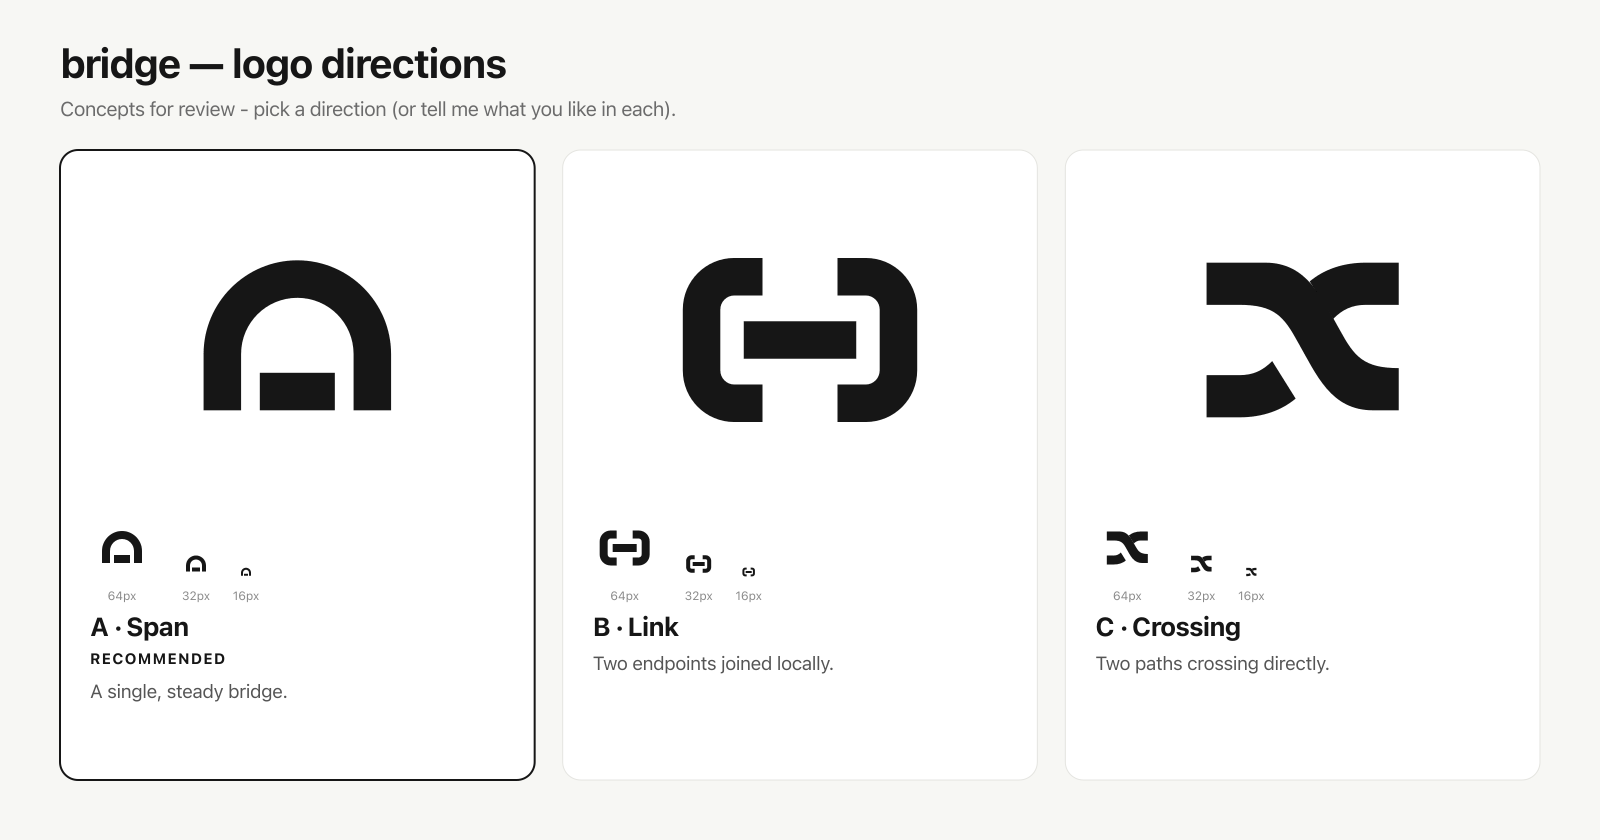 bridge — logo directions
Concepts for review - pick a direction (or tell me what you like in each).
64px 32px 16px
A · Span
RECOMMENDED
A single, steady bridge.
64px 32px 16px
B · Link
Two endpoints joined locally.
64px 32px 16px
C · Crossing
Two paths crossing directly.